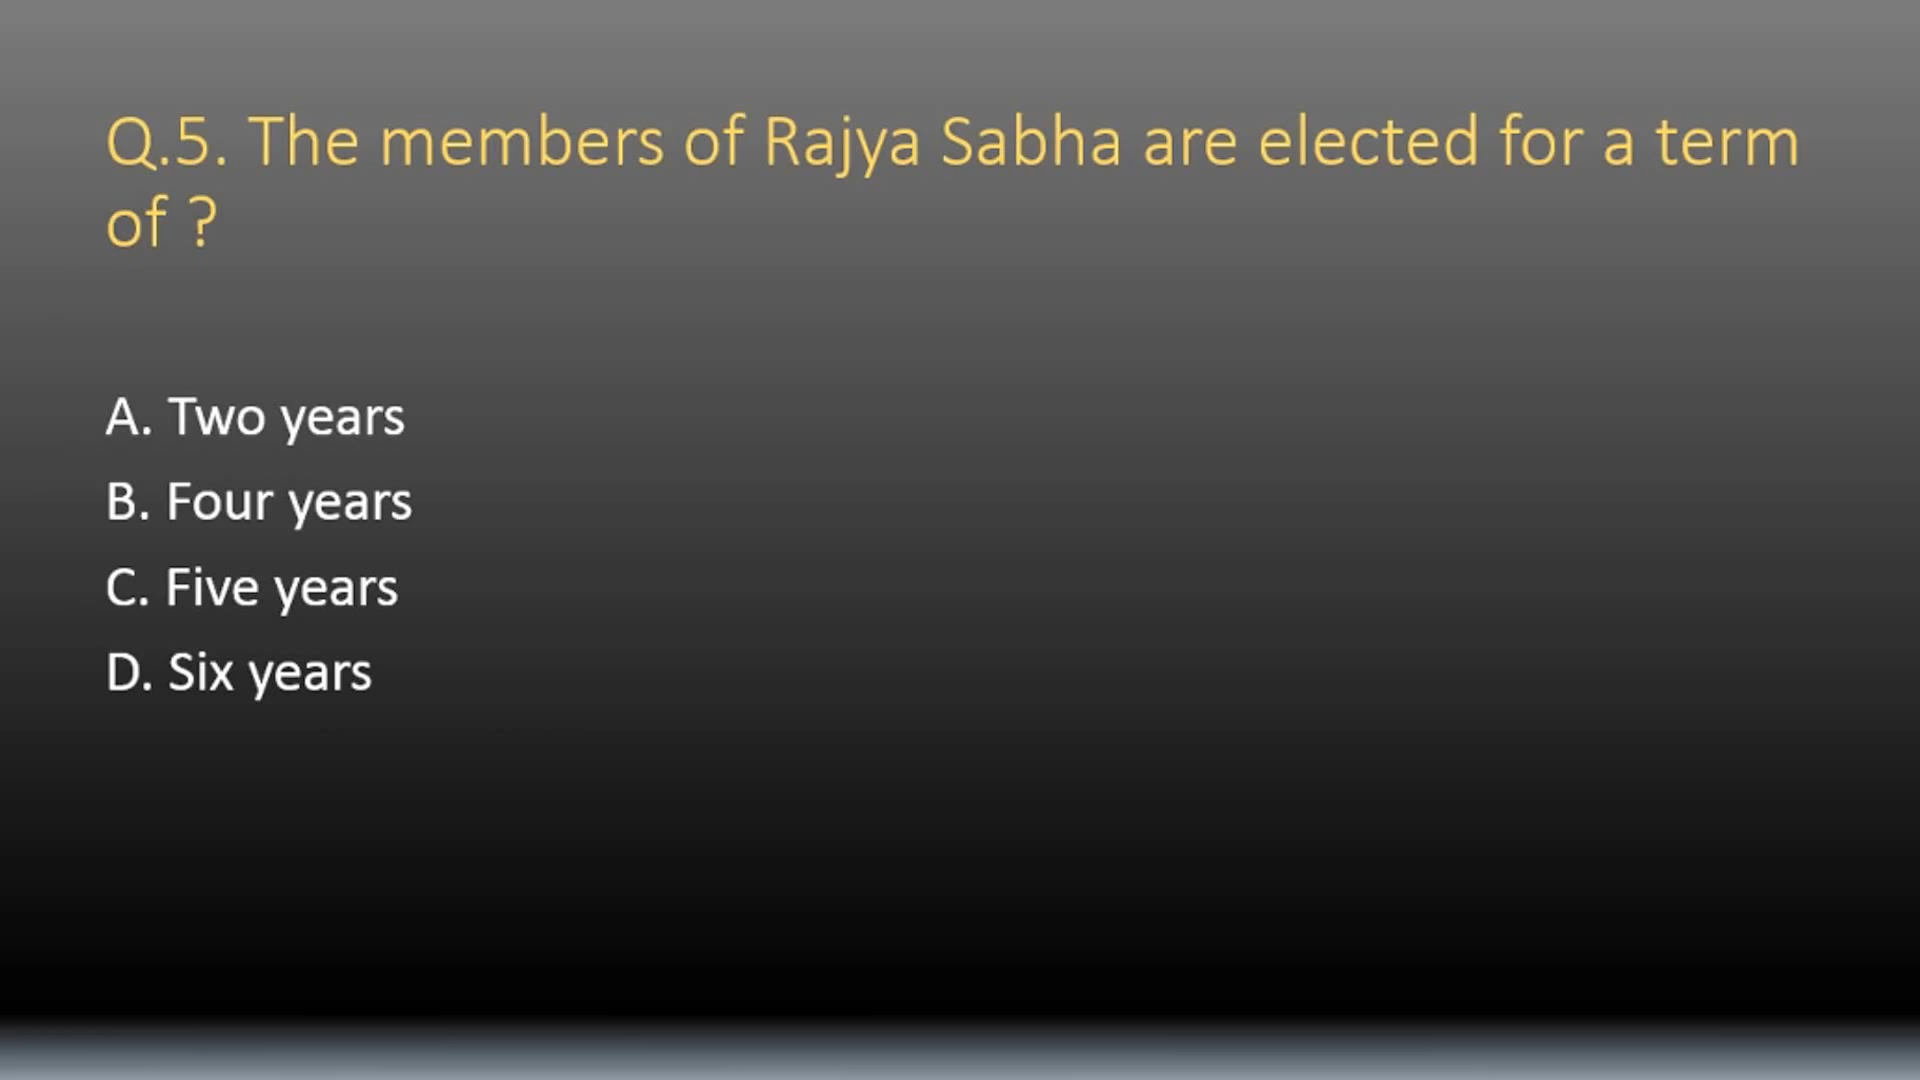 Q.5. The members of Rajya Sabha are elected for a term
of ?
A. Two years
B. Four years
C. Five years
D. Six years